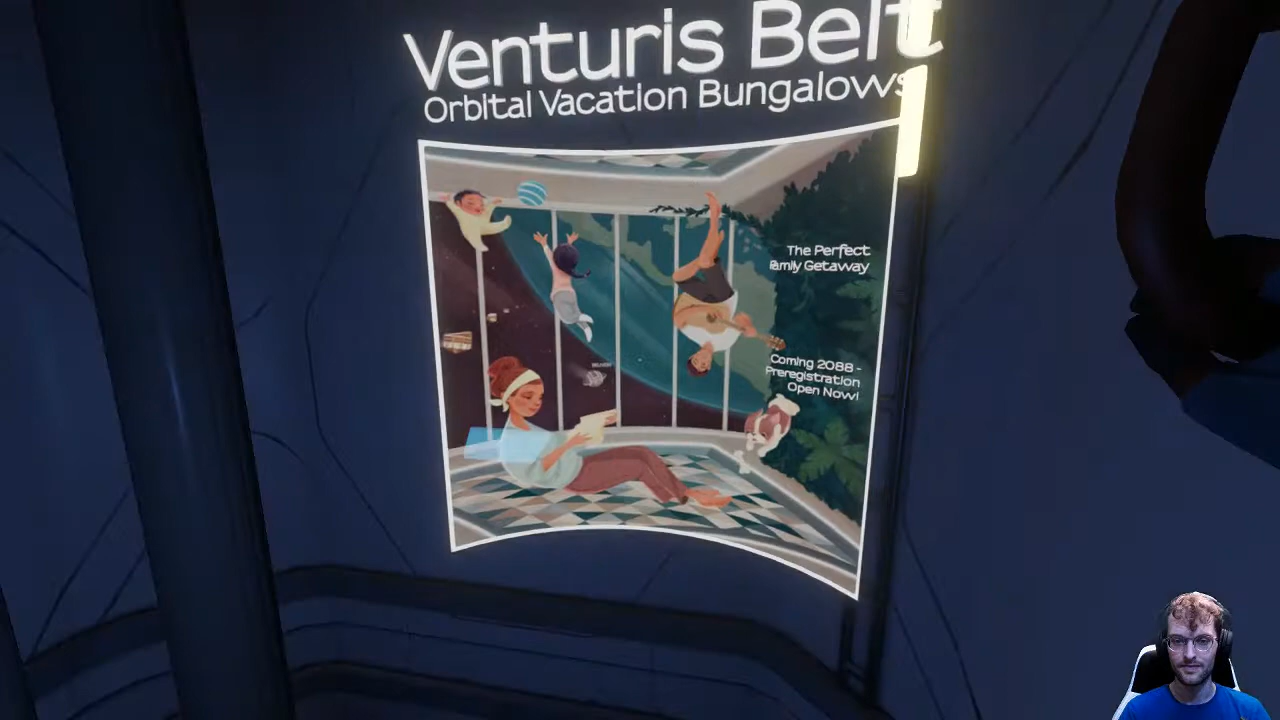 Venturis Belt
Orbital Vacation Bungalows
The Perfect
Family Getaway
Coming 2088 -
Preregistration
Open Now!